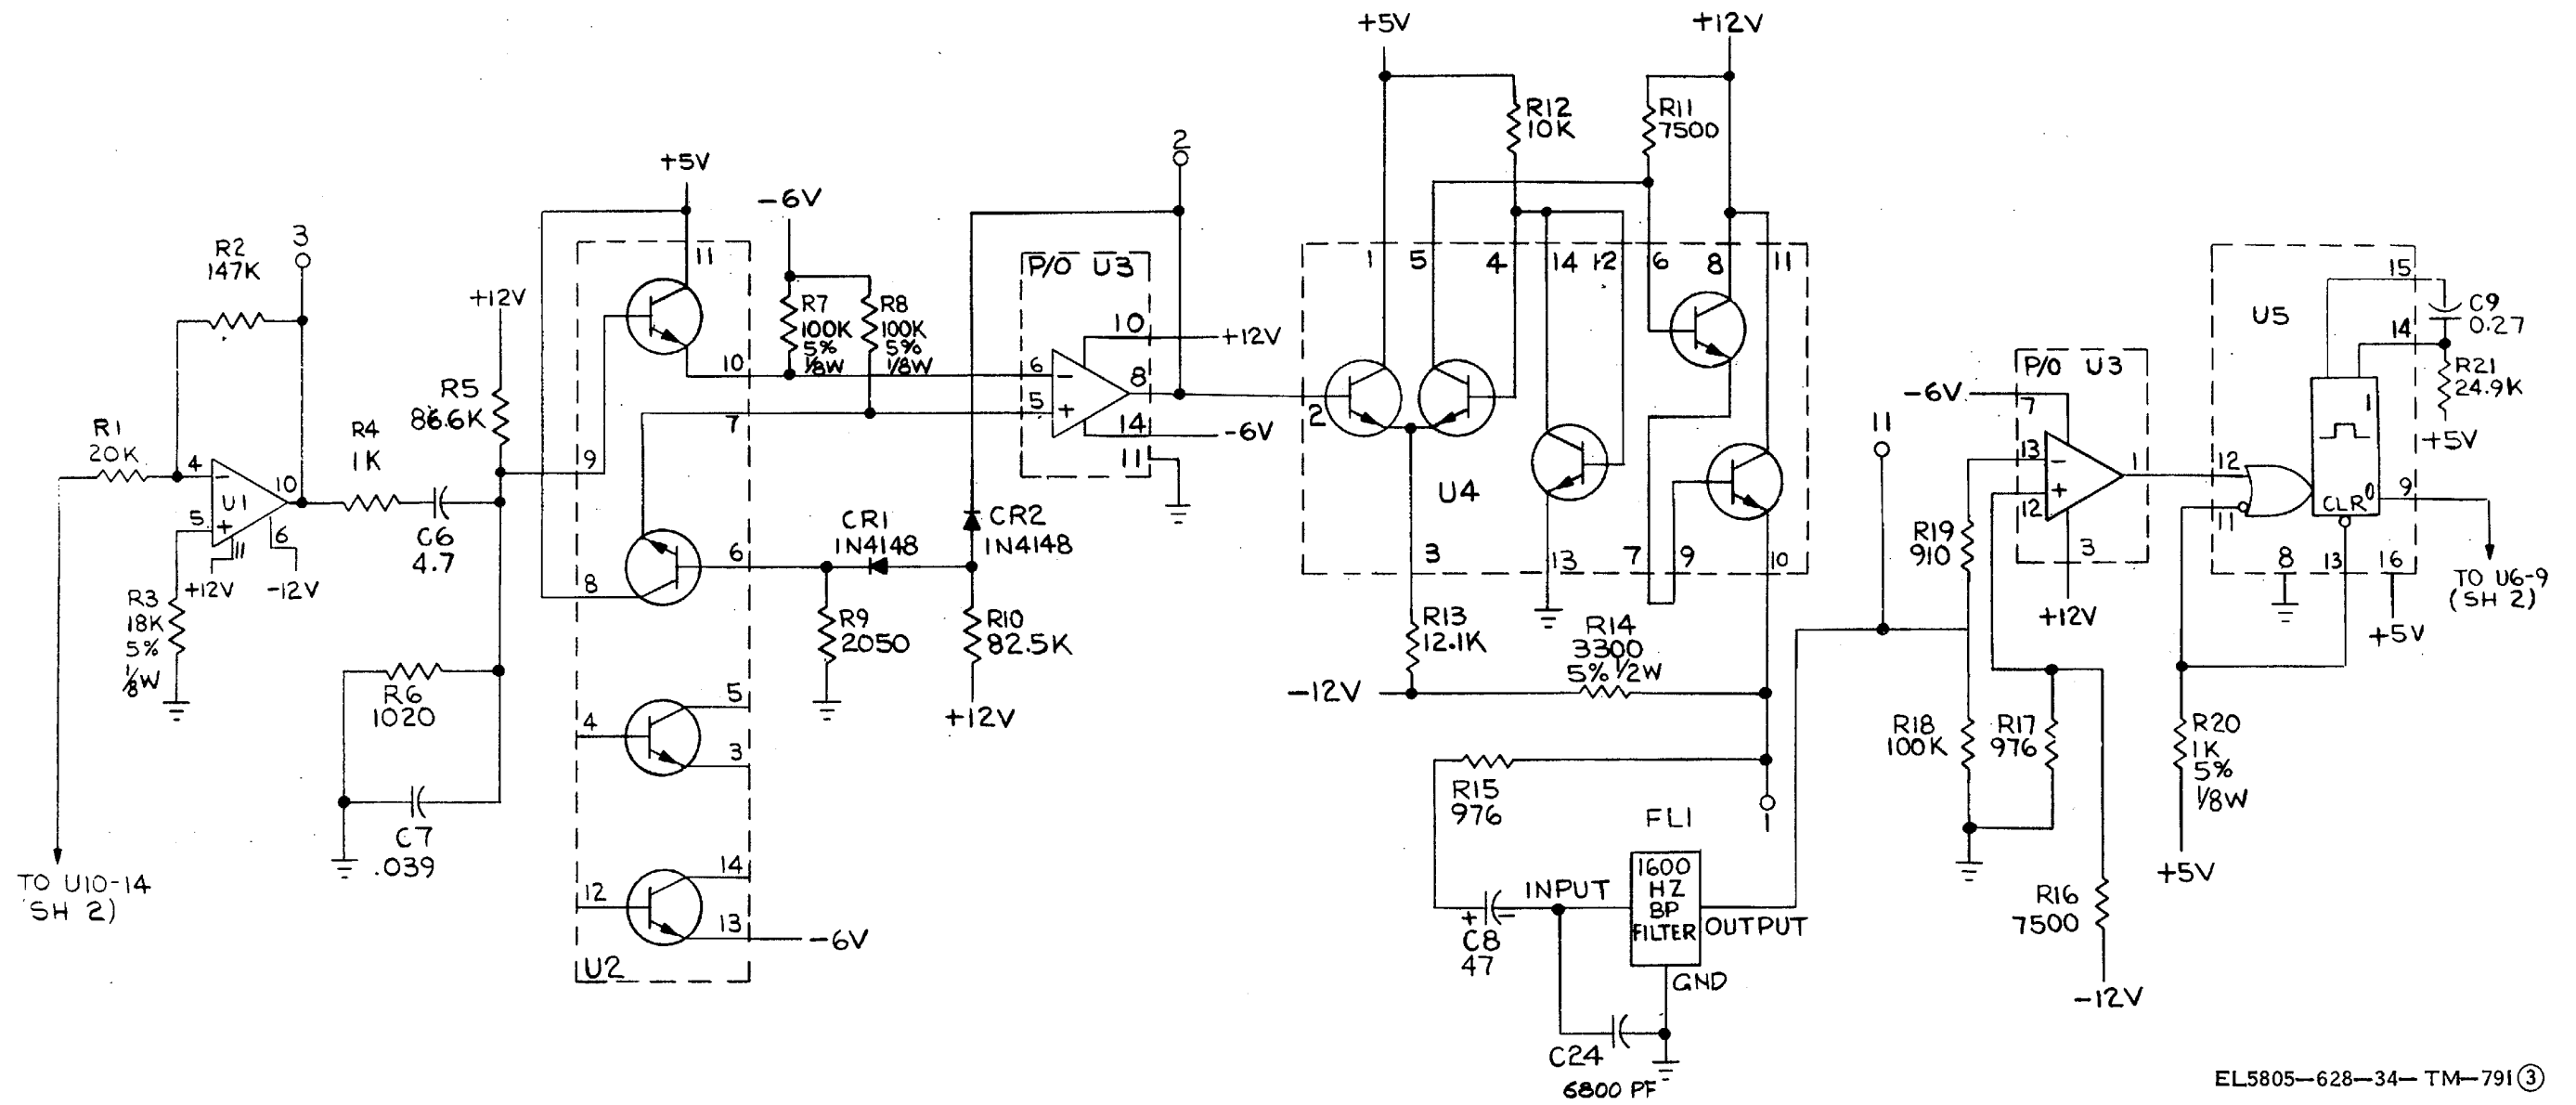 R2
147K
3
R1
20K
4
-
U1
10
5
+
11
6
+12V
-12V
R3
18K
5%
1/8W
TO U10-14
(SH 2)
R4
1K
C6
4.7
+12V
R5
86.6K
R6
1020
C7
.039
+5V
11
9
10
7
8
6
4
5
3
12
14
13
-6V
U2
-6V
R7
100K
5%
1/8W
R8
100K
5%
1/8W
CR1
1N4148
CR2
1N4148
R9
2050
R10
82.5K
+12V
P/O U3
10
+12V
6
-
8
5
+
14
-6V
11
2
+5V
+12V
R12
10K
R11
7500
1
5
4
14
12
6
8
11
2
U4
3
13
7
9
10
R13
12.1K
-12V
R14
3300
5% 1/2W
R15
976
1
C8
+
-
47
INPUT
FL1
1600
HZ
BP
FILTER
OUTPUT
GND
C24
6800 PF
11
R19
910
R18
100K
R17
976
R16
7500
-12V
-6V
P/O U3
7
13
-
1
+
12
3
+12V
U5
15
C9
0.27
14
R21
24.9K
+5V
12
11
1
0
CLR
9
8
13
16
+5V
TO U6-9
(SH 2)
R20
1K
5%
1/8W
+5V
EL5805-628-34-TM-791③